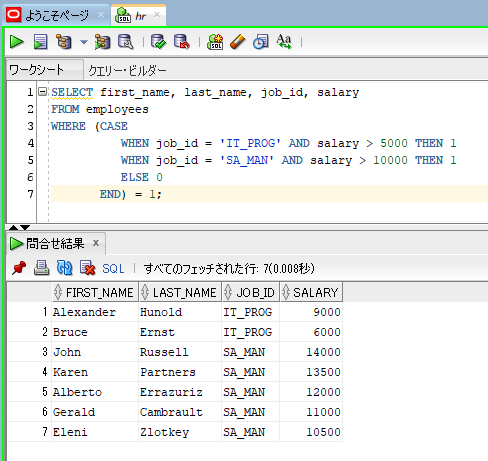 ようこそページ hr
ワークシート クエリー・ビルダー
1 SELECT first_name, last_name, job_id, salary
2 FROM employees
3 WHERE (CASE
4 WHEN job_id = 'IT_PROG' AND salary > 5000 THEN 1
5 WHEN job_id = 'SA_MAN' AND salary > 10000 THEN 1
6 ELSE 0
7 END) = 1;
問合せ結果 x
SQL | すべてのフェッチされた行: 7(0.008秒)
FIRST_NAME LAST_NAME JOB_ID SALARY
1 Alexander Hunold IT_PROG 9000
2 Bruce Ernst IT_PROG 6000
3 John Russell SA_MAN 14000
4 Karen Partners SA_MAN 13500
5 Alberto Errazuriz SA_MAN 12000
6 Gerald Cambrault SA_MAN 11000
7 Eleni Zlotkey SA_MAN 10500